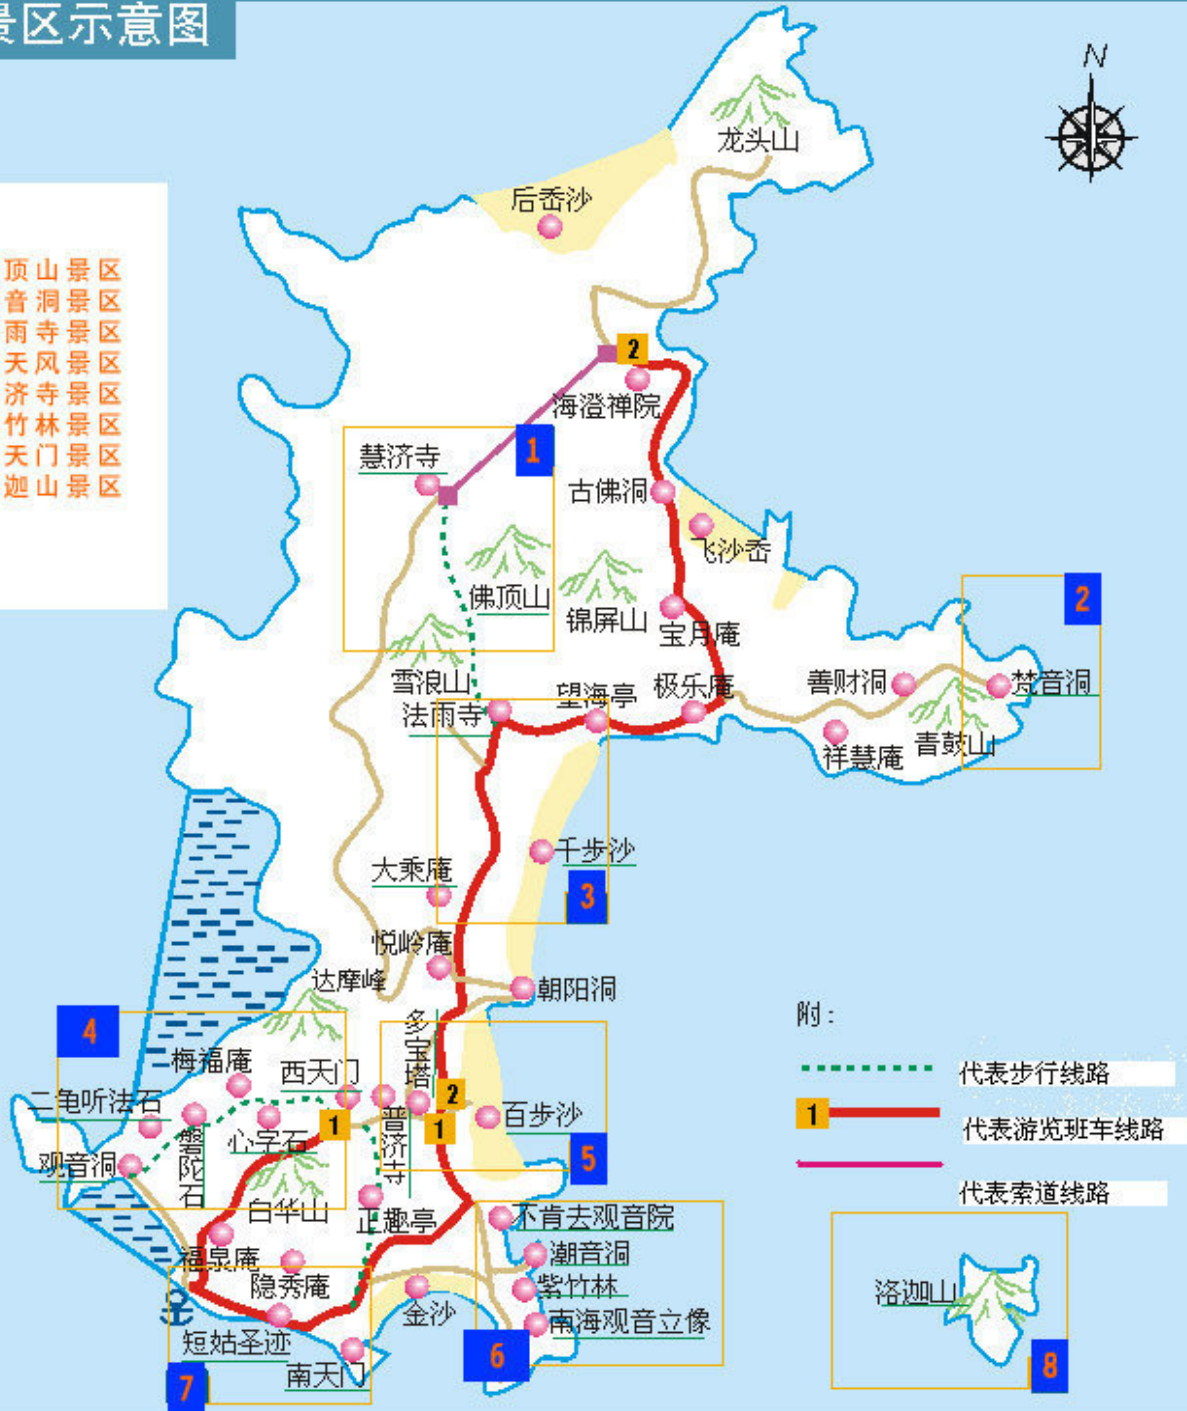 景区示意图
N
龙头山
后岙沙
顶山景区
音洞景区
雨寺景区
天风景区
济寺景区
竹林景区
天门景区
迦山景区
2
海澄禅院
1
慧济寺
古佛洞
飞沙岙
佛顶山
锦屏山
宝月庵
2
雪浪山
法雨寺
望海亭
极乐庵
善财洞
梵音洞
祥慧庵
青鼓山
千步沙
大乘庵
3
悦岭庵
达摩峰
朝阳洞
附：
4
多宝塔
梅福庵
西天门
代表步行线路
二龟听法石
2
1
1
百步沙
1
代表游览班车线路
磐陀石
心字石
普济寺
5
观音洞
代表索道线路
白华山
正趣亭
不肯去观音院
福泉庵
潮音洞
隐秀庵
金沙
紫竹林
洛迦山
短姑圣迹
南海观音立像
南天门
6
7
8